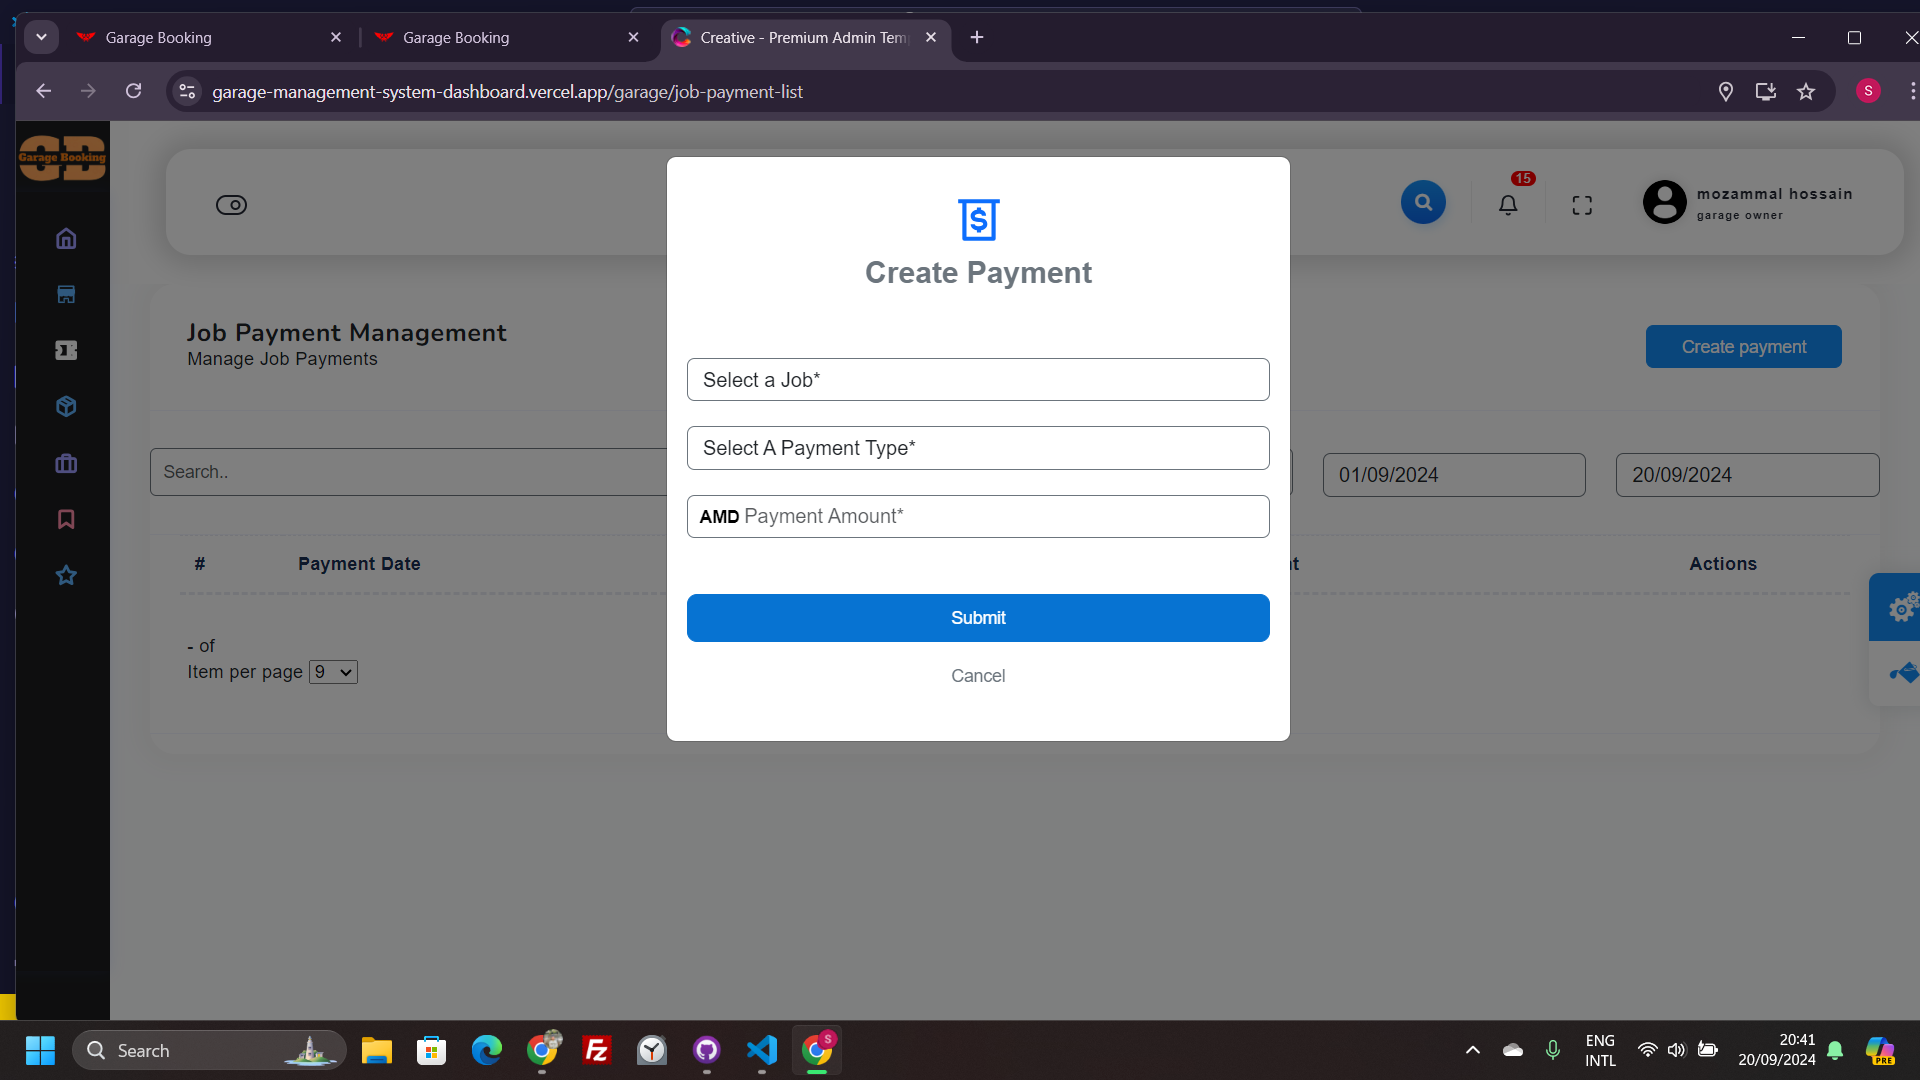 Garage Booking
Garage Booking
Creative - Premium Admin Tem
garage-management-system-dashboard.vercel.app/garage/job-payment-list
S
GB
Garage Booking
15
mozammal hossain
garage owner
$
Create Payment
Job Payment Management
Manage Job Payments
Create payment
Select a Job*
Select A Payment Type*
AMD Payment Amount*
Search..
01/09/2024
20/09/2024
# Payment Date
nt
Actions
Submit
Cancel
- of
Item per page 9
Search
Fz
S
ENG
INTL
20:41
20/09/2024
PRE